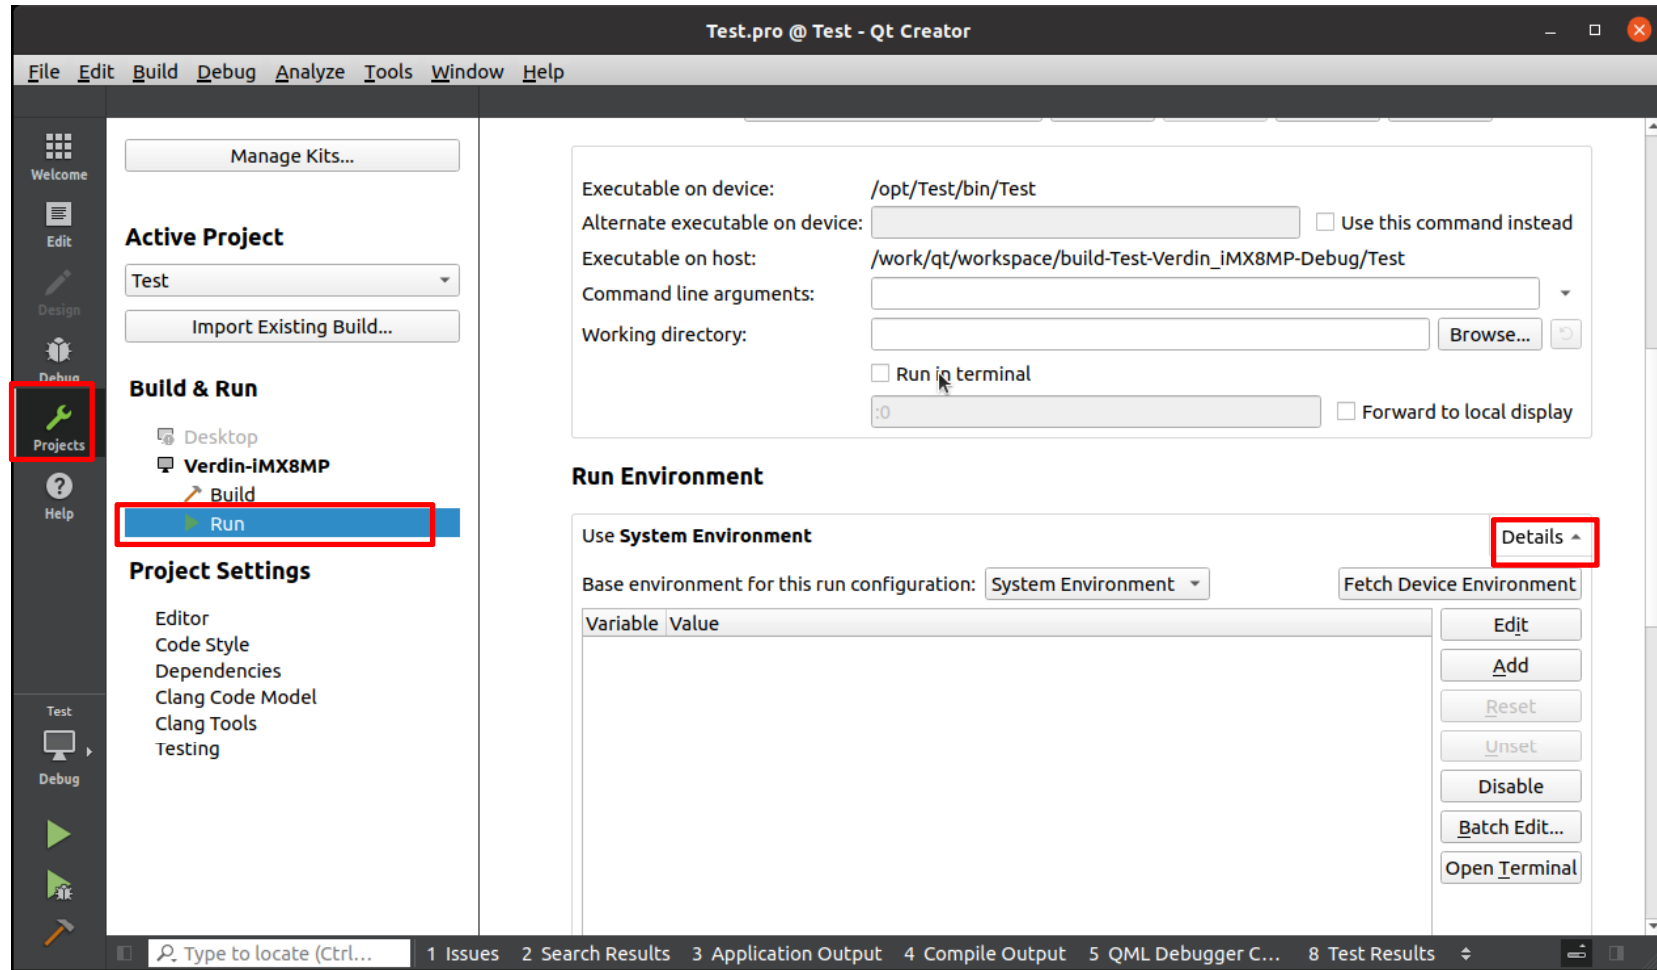 Test.pro @ Test - Qt Creator
File Edit Build Debug Analyze Tools Window Help
Welcome
Edit
Design
Debug
Projects
Help
Test
Debug
Manage Kits...
Active Project
Test
Import Existing Build...
Build & Run
Desktop
Verdin-iMX8MP
Build
Run
Project Settings
Editor
Code Style
Dependencies
Clang Code Model
Clang Tools
Testing
Executable on device: /opt/Test/bin/Test
Alternate executable on device: Use this command instead
Executable on host: /work/qt/workspace/build-Test-Verdin_iMX8MP-Debug/Test
Command line arguments:
Working directory: Browse...
Run in terminal
:0 Forward to local display
Run Environment
Use System Environment Details
Base environment for this run configuration: System Environment Fetch Device Environment
Variable Value
Edit
Add
Reset
Unset
Disable
Batch Edit...
Open Terminal
Type to locate (Ctrl... 1 Issues 2 Search Results 3 Application Output 4 Compile Output 5 QML Debugger C... 8 Test Results